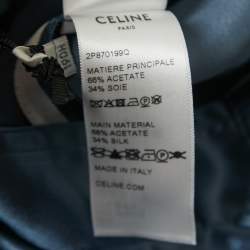 CELINE
PARIS
2P870199Q
MATIERE PRINCIPALE
66% ACETATE
34% SOIE
MAIN MATERIAL
66% ACETATE
34% SILK
MADE IN ITALY
CELINE.COM